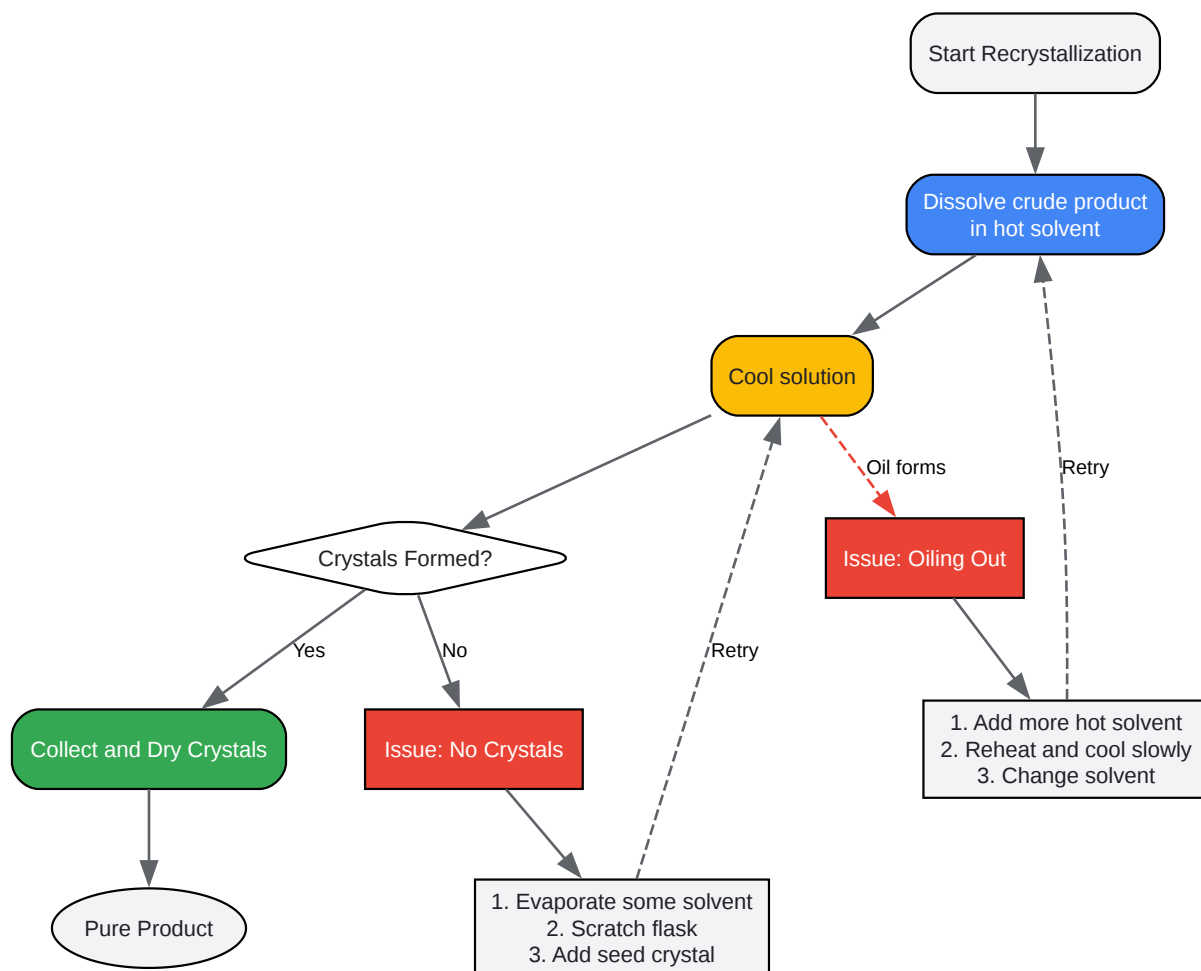 Start Recrystallization
Dissolve crude product
in hot solvent
Cool solution
Oil forms
Retry
Crystals Formed?
Issue: Oiling Out
Yes
No
Retry
Collect and Dry Crystals
Issue: No Crystals
1. Add more hot solvent
2. Reheat and cool slowly
3. Change solvent
Pure Product
1. Evaporate some solvent
2. Scratch flask
3. Add seed crystal